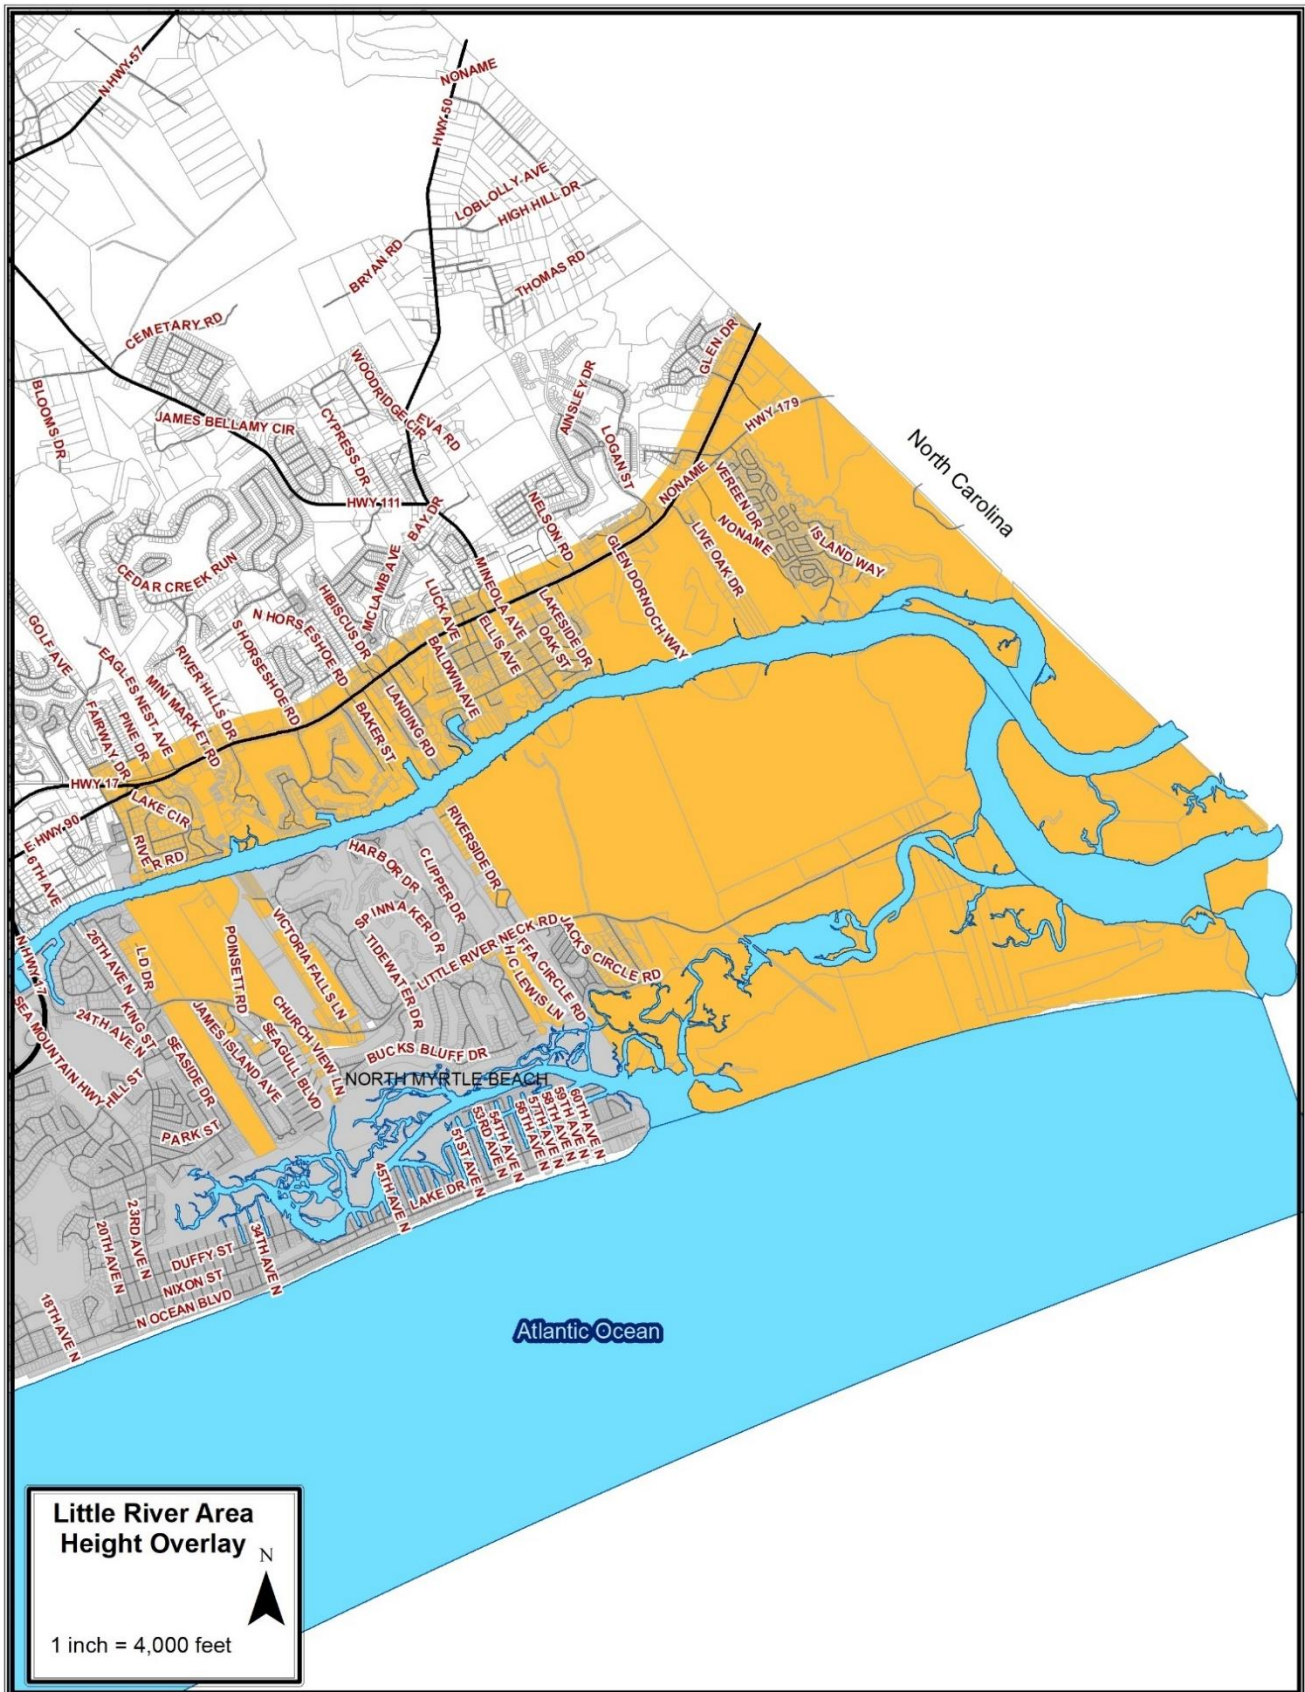 N HWY 57
NONAME
HWY 50
LOBLOLLY AVE
HIGH HILL DR
BRYAN RD
THOMAS RD
CEMETARY RD
GLEN DR
BLOOMS DR
JAMES BELLAMY CIR
WOODRIDGE CIR
EVA RD
CYPRESS DR
AINSLEY DR
LOGAN ST
HWY 179
North Carolina
HWY 111
BAY DR
NELSON RD
NONAME
VEREEN DR
NONAME
ISLAND WAY
LIVE OAK DR
GLEN DORNOCH WAY
CEDAR CREEK RUN
MCLAMB AVE
HIBISCUS DR
N HORSESHOE RD
S HORSESHOE RD
LUCK AVE
MINEOLA AVE
ELLIS AVE
LAKESIDE DR
OAK ST
BALDWIN AVE
LANDING RD
BAKER ST
GOLF AVE
EAGLES NEST AVE
RIVER HILLS DR
MINI MARKET RD
PINE DR
FAIRWAY DR
HWY 17
LAKE CIR
E HWY 90
RIVER RD
6TH AVE
RIVERSIDE DR
HARBOR DR
CLIPPER DR
SPINNAKER DR
VICTORIA FALLS LN
TIDEWATER DR
LITTLE RIVER NECK RD
JACKS CIRCLE RD
FFA CIRCLE RD
H C LEWIS LN
N HWY 17
26TH AVE N
L D DR
POINSETT RD
KING ST
24TH AVE N
SEA MOUNTAIN HWY
HILL ST
SEASIDE DR
JAMES ISLAND AVE
SEAGULL BLVD
CHURCH VIEW LN
BUCKS BLUFF DR
NORTH MYRTLE BEACH
PARK ST
60TH AVE N
59TH AVE N
58TH AVE N
57TH AVE N
56TH AVE N
54TH AVE N
53RD AVE N
51ST AVE N
LAKE DR
45TH AVE N
34TH AVE N
23RD AVE N
20TH AVE N
DUFFY ST
NIXON ST
N OCEAN BLVD
18TH AVE N
Atlantic Ocean
Little River Area
Height Overlay
N
1 inch = 4,000 feet